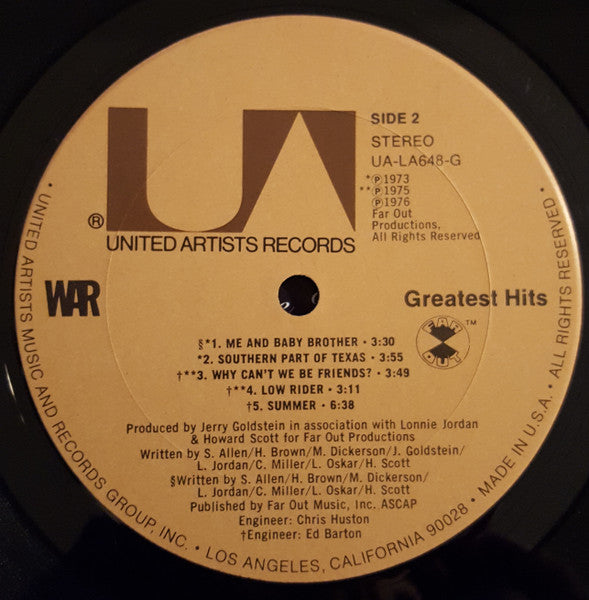 UA
®
UNITED ARTISTS RECORDS
SIDE 2
STEREO
UA-LA648-G
*℗1973
**℗1975
℗1976
Far Out
Productions,
All Rights Reserved
WAR
Greatest Hits
FAR OUT ™
§*1. ME AND BABY BROTHER • 3:30
*2. SOUTHERN PART OF TEXAS • 3:55
†**3. WHY CAN'T WE BE FRIENDS? • 3:49
†**4. LOW RIDER • 3:11
†5. SUMMER • 6:38
Produced by Jerry Goldstein in association with Lonnie Jordan
& Howard Scott for Far Out Productions
Written by S. Allen/H. Brown/M. Dickerson/J. Goldstein/
L. Jordan/C. Miller/L. Oskar/H. Scott
§Written by S. Allen/H. Brown/M. Dickerson/
L. Jordan/C. Miller/L. Oskar/H. Scott
Published by Far Out Music, Inc. ASCAP
Engineer: Chris Huston
†Engineer: Ed Barton
• UNITED ARTISTS MUSIC AND RECORDS GROUP, INC. • LOS ANGELES, CALIFORNIA 90028 • MADE IN U.S.A. • ALL RIGHTS RESERVED •